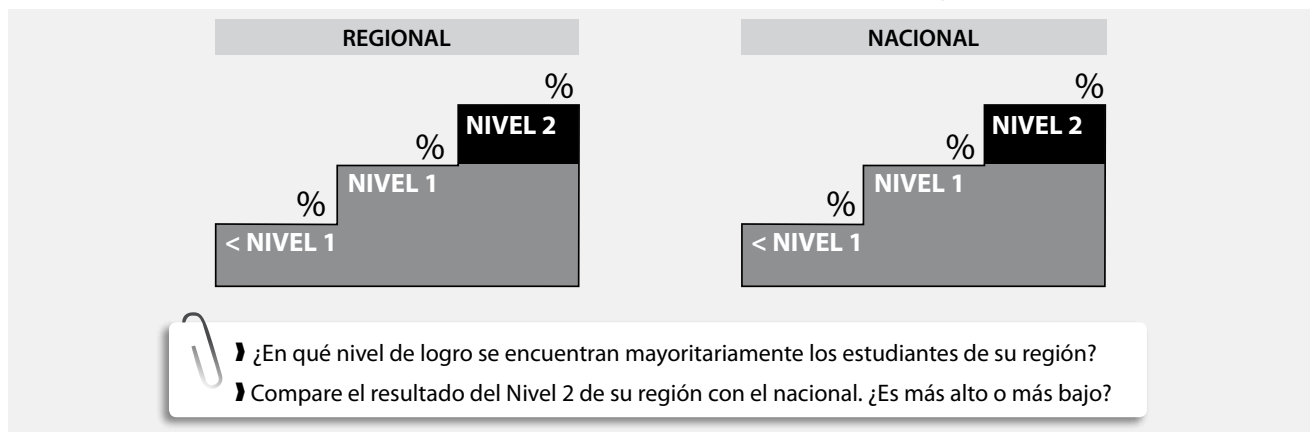 REGIONAL
%
NIVEL 2
%
NIVEL 1
%
< NIVEL 1
NACIONAL
%
NIVEL 2
%
NIVEL 1
%
< NIVEL 1
¿En qué nivel de logro se encuentran mayoritariamente los estudiantes de su región?
Compare el resultado del Nivel 2 de su región con el nacional. ¿Es más alto o más bajo?